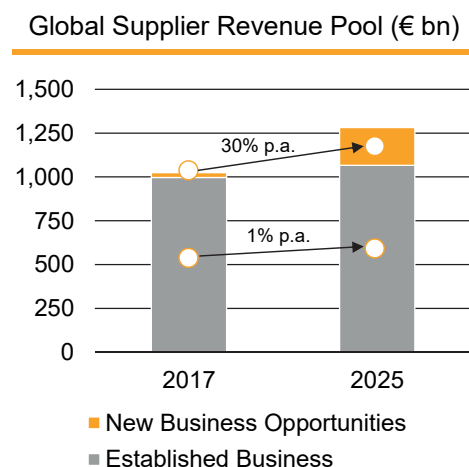 Global Supplier Revenue Pool (€ bn)
1,500
1,250
1,000
750
500
250
0
30% p.a.
1% p.a.
2017
2025
New Business Opportunities
Established Business